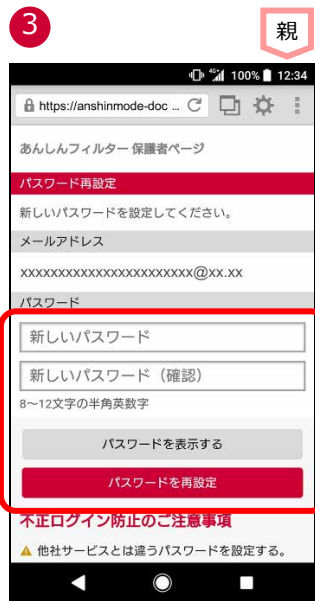 3
親
4G 100% 12:34
https://anshinmode-doc ...
あんしんフィルター 保護者ページ
パスワード再設定
新しいパスワードを設定してください。
メールアドレス
xxxxxxxxxxxxxxxxxxxxxxx@xx.xx
パスワード
新しいパスワード
新しいパスワード（確認）
8〜12文字の半角英数字
パスワードを表示する
パスワードを再設定
不正ログイン防止のご注意事項
他社サービスとは違うパスワードを設定する。